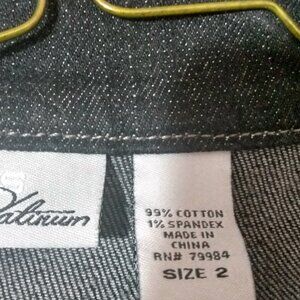 Platinum
99% COTTON
1% SPANDEX
MADE IN
CHINA
RN# 79984
SIZE 2